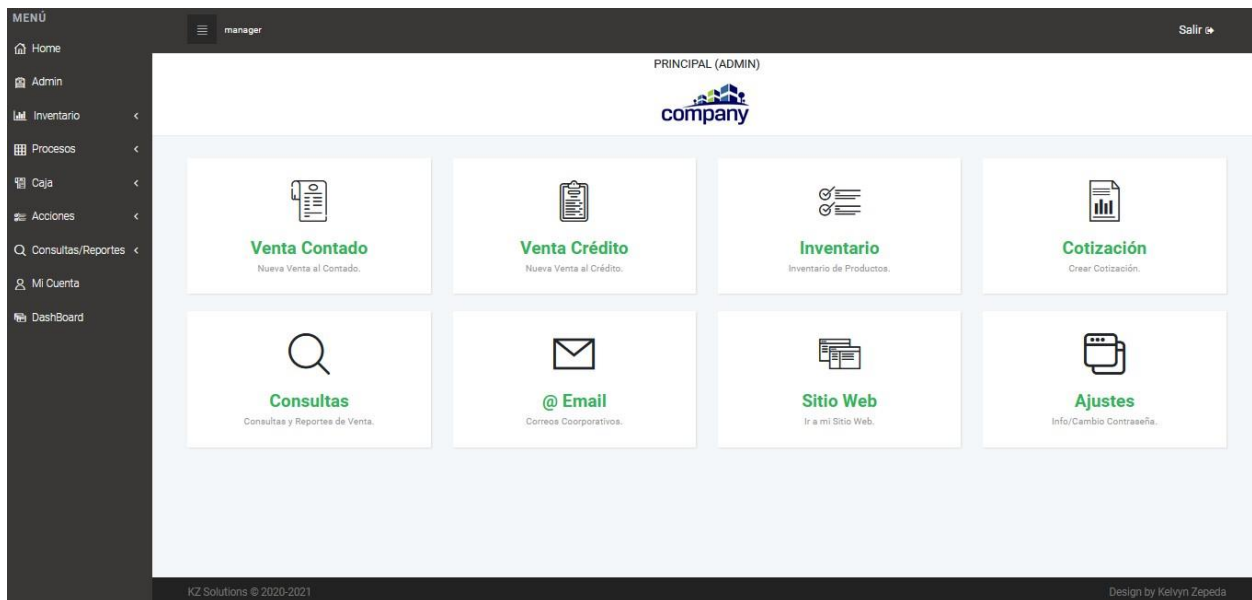 MENÚ
Home
Admin
Inventario
Procesos
Caja
Acciones
Consultas/Reportes
Mi Cuenta
DashBoard
manager
Salir
PRINCIPAL (ADMIN)
company
Venta Contado
Nueva Venta al Contado.
Venta Crédito
Nueva Venta al Crédito.
Inventario
Inventario de Productos.
Cotización
Crear Cotización.
Consultas
Consultas y Reportes de Venta.
@ Email
Correos Coorporativos.
Sitio Web
Ir a mi Sitio Web.
Ajustes
Info/Cambio Contraseña.
KZ Solutions © 2020-2021
Design by Kelvyn Zepeda